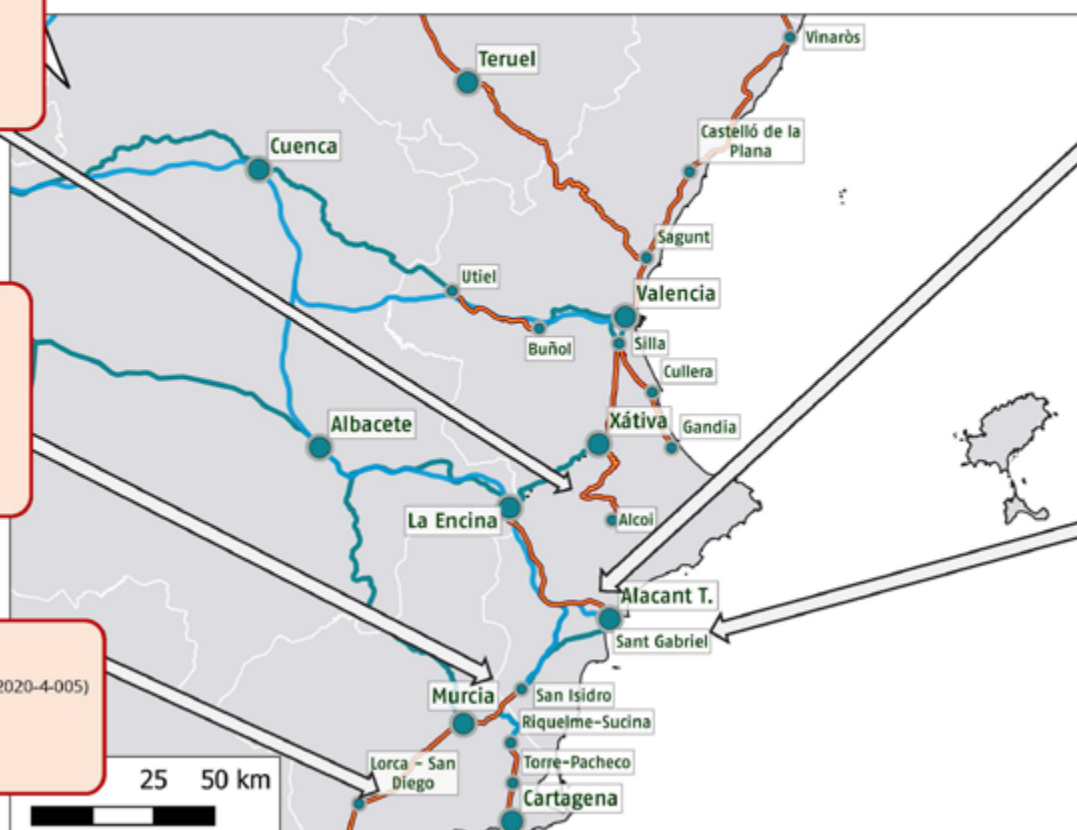 Vinaròs
Teruel
Castelló de la
Plana
Cuenca
Sagunt
Utiel
Valencia
Buñol
Silla
Cullera
Xátiva
Gandia
Albacete
La Encina
Alcoi
Alacant T.
Sant Gabriel
2020-4-005)
San Isidro
Murcia
Riquelme-Sucina
Lorca - San
Diego
Torre-Pacheco
25 50 km
Cartagena